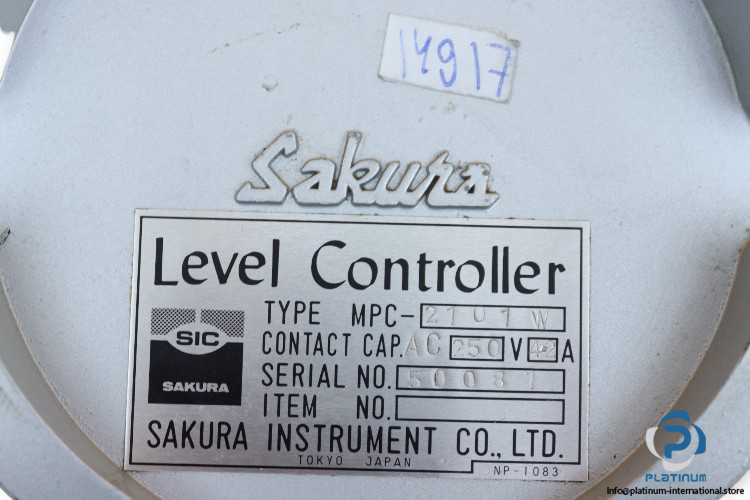 14917
Sakura
Level Controller
TYPE MPC-2101W
SIC
SAKURA
CONTACT CAP. AC 250 V A
SERIAL NO. 50081
ITEM NO.
SAKURA INSTRUMENT CO., LTD.
TOKYO JAPAN
NP-1083
PLATINUM
Info@platinum-international.store